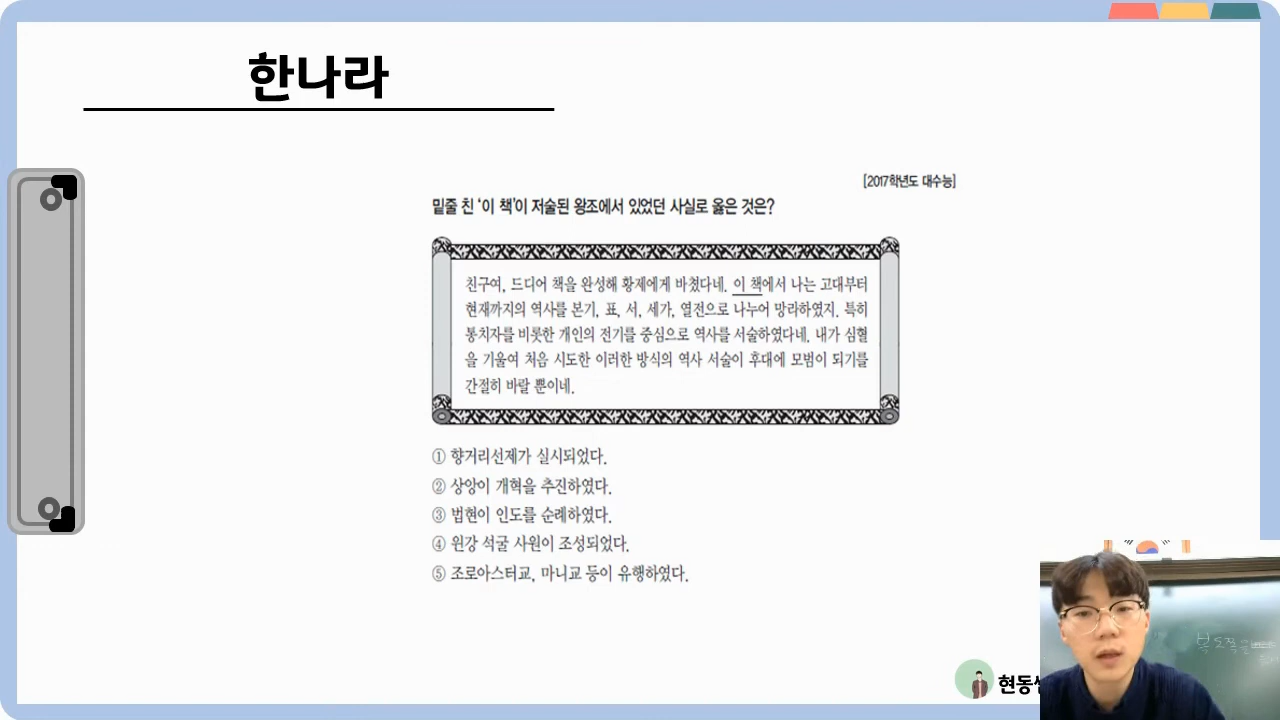 한나라
[2017학년도 대수능]
밑줄 친 '이 책'이 저술된 왕조에서 있었던 사실로 옳은 것은?
친구여, 드디어 책을 완성해 황제에게 바쳤다네. 이 책에서 나는 고대부터
현재까지의 역사를 본기, 표, 서, 세가, 열전으로 나누어 망라하였지. 특히
통치자를 비롯한 개인의 전기를 중심으로 역사를 서술하였다네. 내가 심혈
을 기울여 처음 시도한 이러한 방식의 역사 서술이 후대에 모범이 되기를
간절히 바랄 뿐이네.
① 향거리선제가 실시되었다.
② 상앙이 개혁을 추진하였다.
③ 법현이 인도를 순례하였다.
④ 윈강 석굴 사원이 조성되었다.
⑤ 조로아스터교, 마니교 등이 유행하였다.